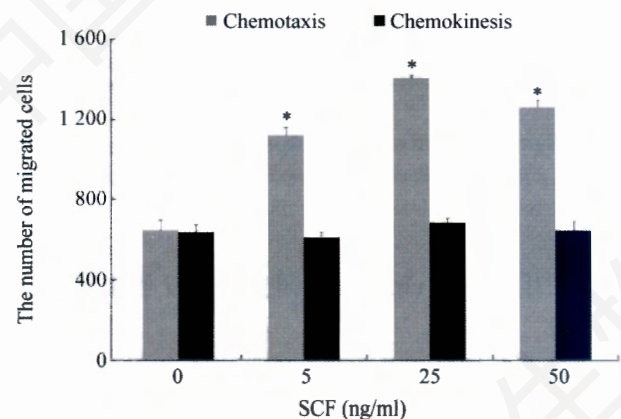 Chemotaxis Chemokinesis
The number of migrated cells
1 600
1 200
800
400
0
* * *
0 5 25 50
SCF (ng/ml)